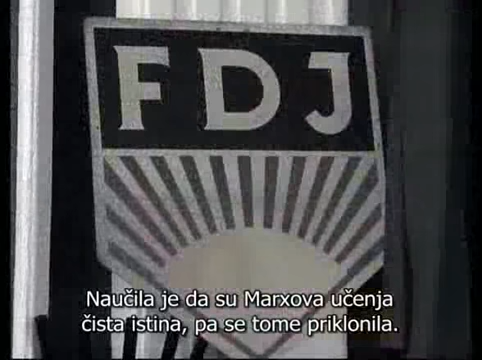 FDJ
Naučila je da su Marxova učenja
čista istina, pa se tome priklonila.